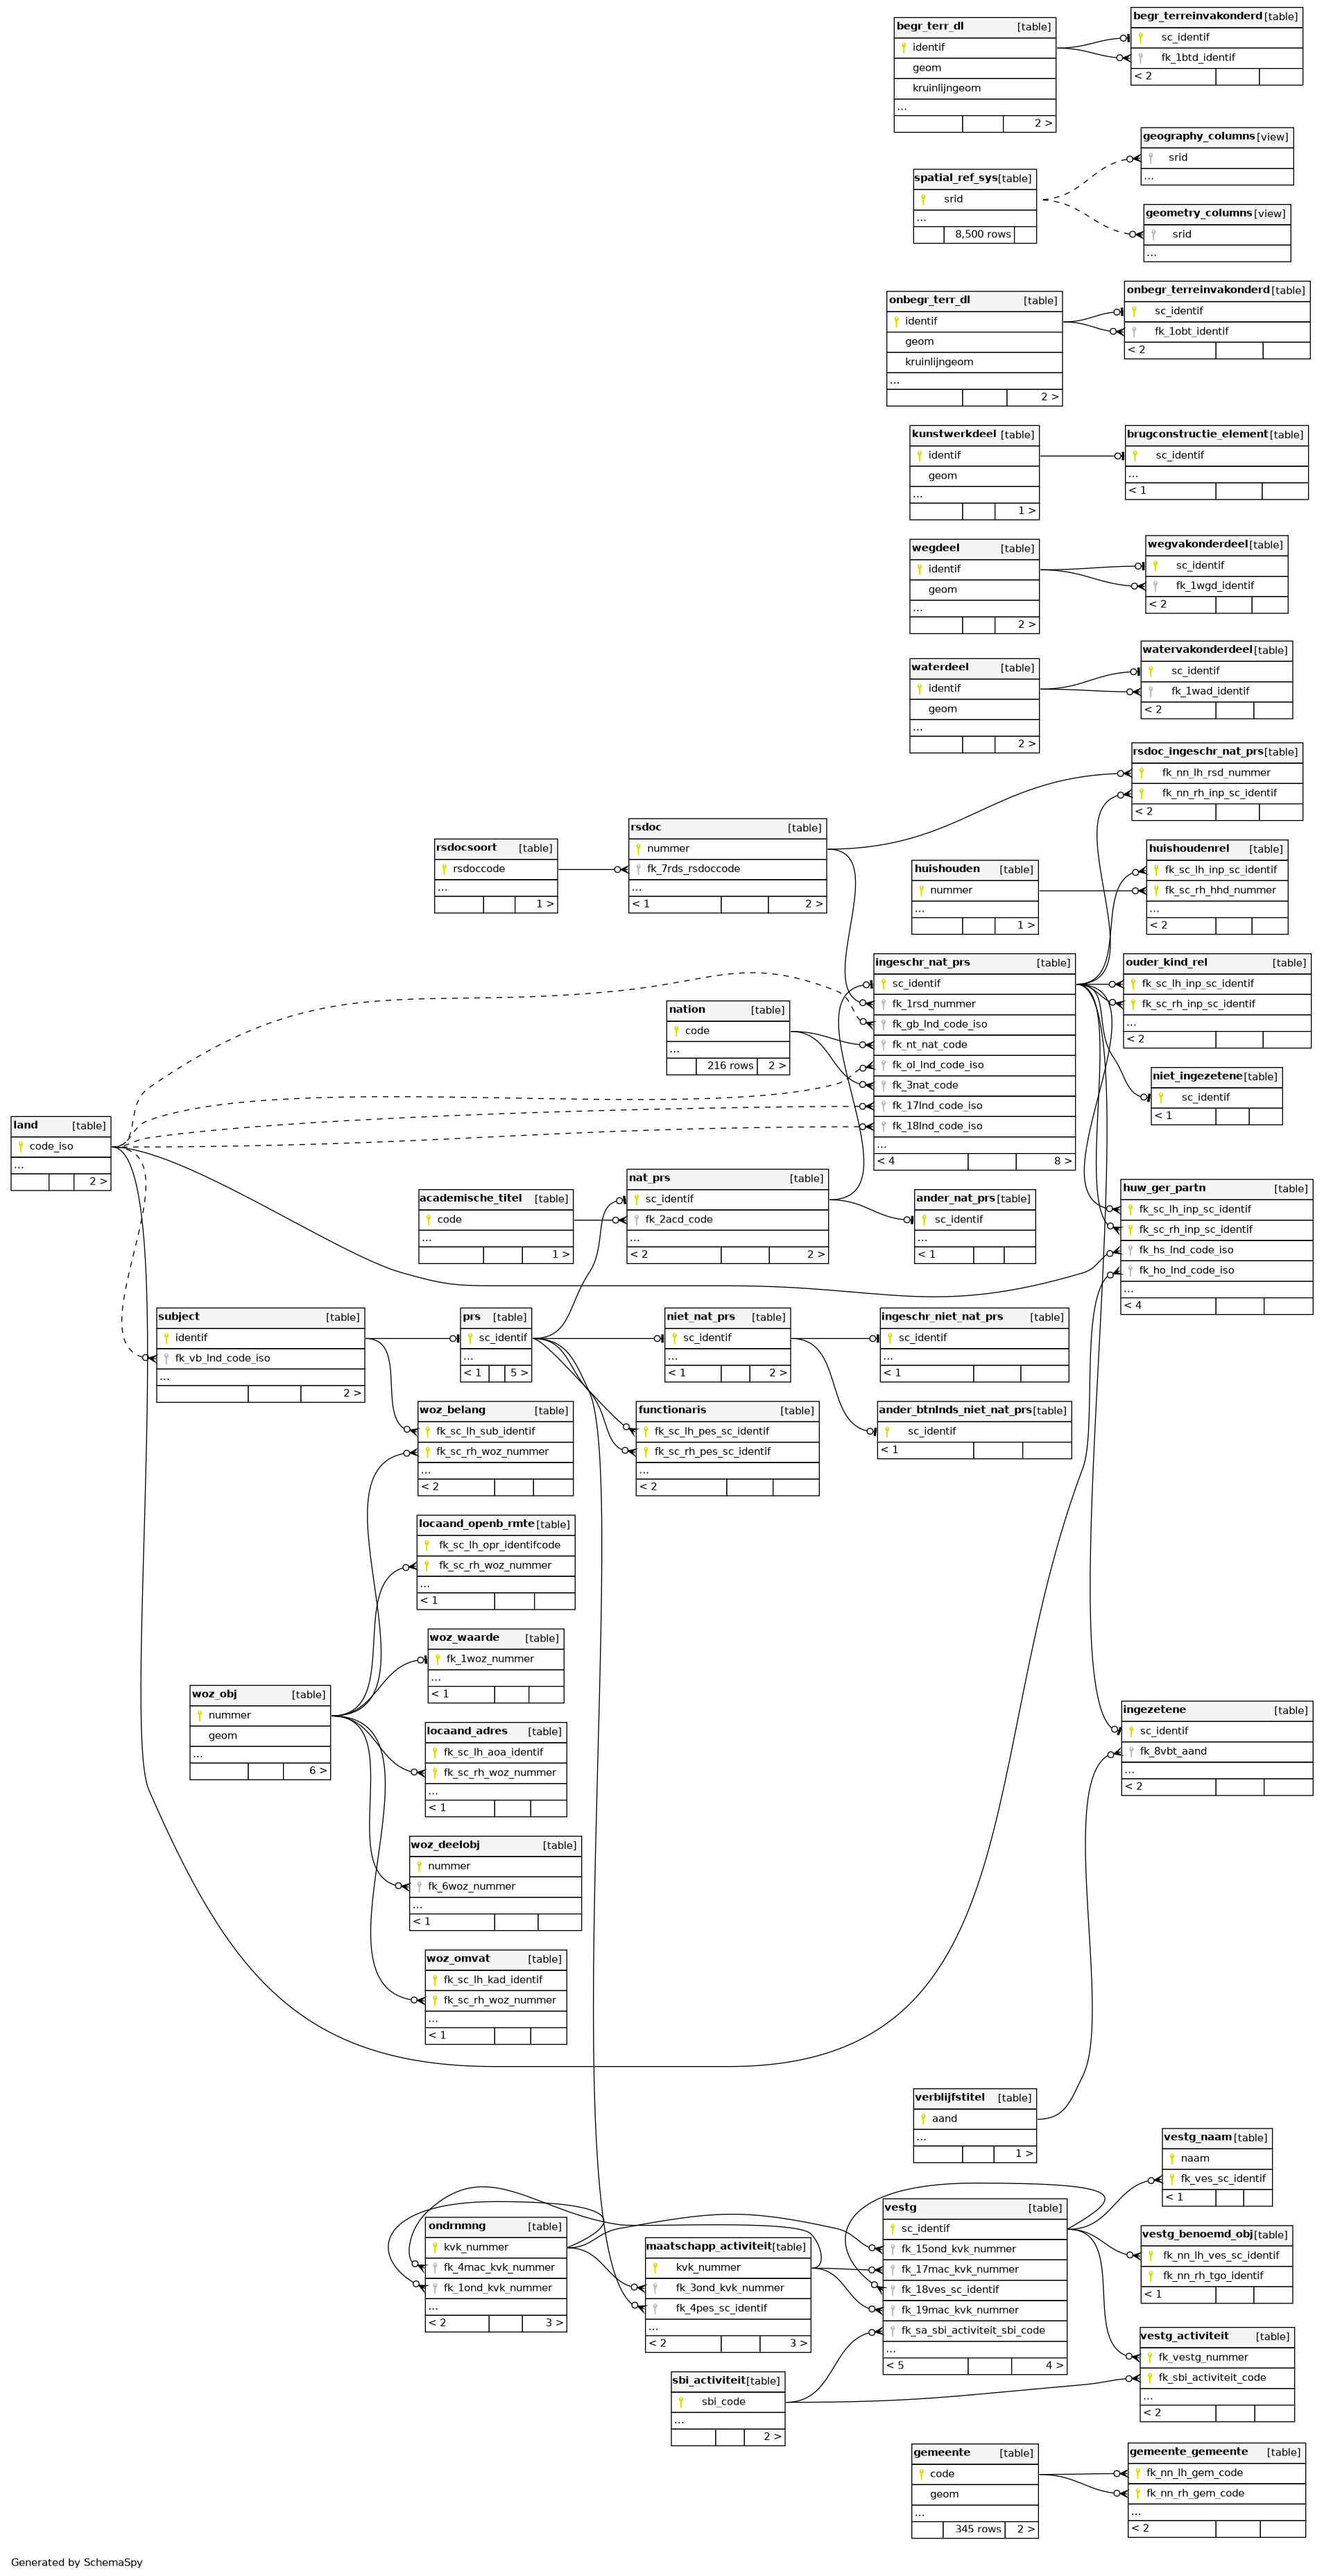 begr_terr_dl [table]
identif
geom
kruinlijngeom
...
2 >
begr_terreinvakonderd [table]
sc_identif
fk_1btd_identif
< 2
geography_columns [view]
srid
...
spatial_ref_sys [table]
srid
...
8,500 rows
geometry_columns [view]
srid
...
onbegr_terr_dl [table]
identif
geom
kruinlijngeom
...
2 >
onbegr_terreinvakonderd [table]
sc_identif
fk_1obt_identif
< 2
kunstwerkdeel [table]
identif
geom
...
1 >
brugconstructie_element [table]
sc_identif
...
< 1
wegdeel [table]
identif
geom
...
2 >
wegvakonderdeel [table]
sc_identif
fk_1wgd_identif
< 2
waterdeel [table]
identif
geom
...
2 >
watervakonderdeel [table]
sc_identif
fk_1wad_identif
< 2
rsdoc_ingeschr_nat_prs [table]
fk_nn_lh_rsd_nummer
fk_nn_rh_inp_sc_identif
< 2
rsdocsoort [table]
rsdoccode
...
1 >
rsdoc [table]
nummer
fk_7rds_rsdoccode
...
< 1 2 >
huishouden [table]
nummer
...
1 >
huishoudenrel [table]
fk_sc_lh_inp_sc_identif
fk_sc_rh_hhd_nummer
...
< 2
ingeschr_nat_prs [table]
sc_identif
fk_1rsd_nummer
fk_gb_lnd_code_iso
fk_nt_nat_code
fk_ol_lnd_code_iso
fk_3nat_code
fk_17lnd_code_iso
fk_18lnd_code_iso
...
< 4 8 >
ouder_kind_rel [table]
fk_sc_lh_inp_sc_identif
fk_sc_rh_inp_sc_identif
...
< 2
nation [table]
code
...
216 rows 2 >
niet_ingezetene [table]
sc_identif
< 1
land [table]
code_iso
...
2 >
academische_titel [table]
code
...
1 >
nat_prs [table]
sc_identif
fk_2acd_code
...
< 2 2 >
ander_nat_prs [table]
sc_identif
...
< 1
huw_ger_partn [table]
fk_sc_lh_inp_sc_identif
fk_sc_rh_inp_sc_identif
fk_hs_lnd_code_iso
fk_ho_lnd_code_iso
...
< 4
subject [table]
identif
fk_vb_lnd_code_iso
...
2 >
prs [table]
sc_identif
...
< 1 5 >
niet_nat_prs [table]
sc_identif
...
< 1 2 >
ingeschr_niet_nat_prs [table]
sc_identif
...
< 1
woz_belang [table]
fk_sc_lh_sub_identif
fk_sc_rh_woz_nummer
...
< 2
functionaris [table]
fk_sc_lh_pes_sc_identif
fk_sc_rh_pes_sc_identif
...
< 2
ander_btnlnds_niet_nat_prs [table]
sc_identif
< 1
locaand_openb_rmte [table]
fk_sc_lh_opr_identifcode
fk_sc_rh_woz_nummer
...
< 1
woz_waarde [table]
fk_1woz_nummer
...
< 1
woz_obj [table]
nummer
geom
...
6 >
locaand_adres [table]
fk_sc_lh_aoa_identif
fk_sc_rh_woz_nummer
...
< 1
ingezetene [table]
sc_identif
fk_8vbt_aand
...
< 2
woz_deelobj [table]
nummer
fk_6woz_nummer
...
< 1
woz_omvat [table]
fk_sc_lh_kad_identif
fk_sc_rh_woz_nummer
...
< 1
verblijfstitel [table]
aand
...
1 >
vestg_naam [table]
naam
fk_ves_sc_identif
< 1
ondrnmng [table]
kvk_nummer
fk_4mac_kvk_nummer
fk_1ond_kvk_nummer
...
< 2 3 >
maatschapp_activiteit [table]
kvk_nummer
fk_3ond_kvk_nummer
fk_4pes_sc_identif
...
< 2 3 >
vestg [table]
sc_identif
fk_15ond_kvk_nummer
fk_17mac_kvk_nummer
fk_18ves_sc_identif
fk_19mac_kvk_nummer
fk_sa_sbi_activiteit_sbi_code
...
< 5 4 >
vestg_benoemd_obj [table]
fk_nn_lh_ves_sc_identif
fk_nn_rh_tgo_identif
< 1
vestg_activiteit [table]
fk_vestg_nummer
fk_sbi_activiteit_code
...
< 2
sbi_activiteit [table]
sbi_code
...
2 >
gemeente [table]
code
geom
...
345 rows 2 >
gemeente_gemeente [table]
fk_nn_lh_gem_code
fk_nn_rh_gem_code
...
< 2
Generated by SchemaSpy